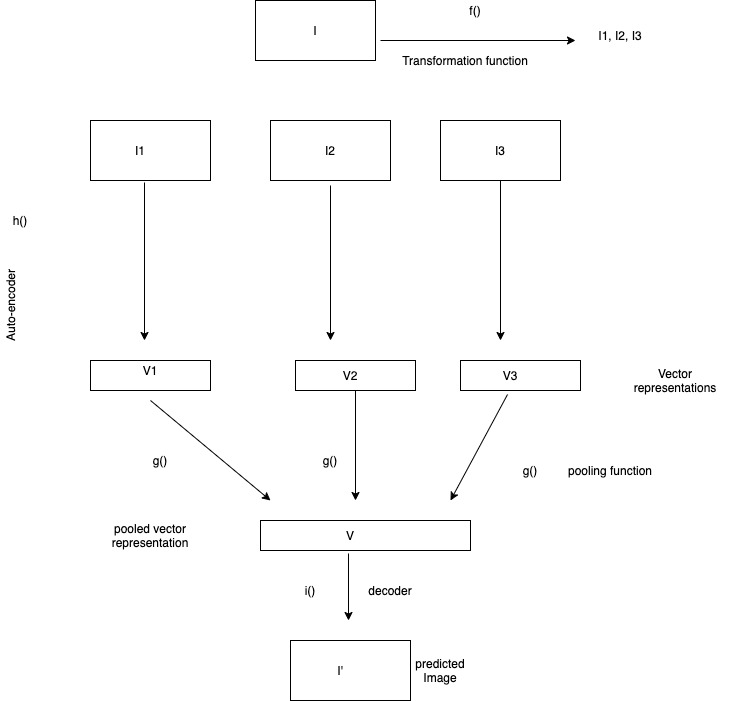 f()
I
I1, I2, I3
Transformation function
I1
I2
I3
h()
Auto-encoder
V1
V2
V3
Vector
representations
g()
g()
g()
pooling function
pooled vector
representation
V
i()
decoder
I'
predicted
Image